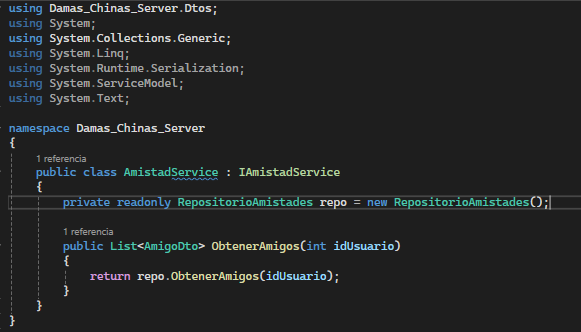 using Damas_Chinas_Server.Dtos;
using System;
using System.Collections.Generic;
using System.Linq;
using System.Runtime.Serialization;
using System.ServiceModel;
using System.Text;
namespace Damas_Chinas_Server
{
1 referencia
public class AmistadService : IAmistadService
{
private readonly RepositorioAmistades repo = new RepositorioAmistades();
1 referencia
public List<AmigoDto> ObtenerAmigos(int idUsuario)
{
return repo.ObtenerAmigos(idUsuario);
}
}
}